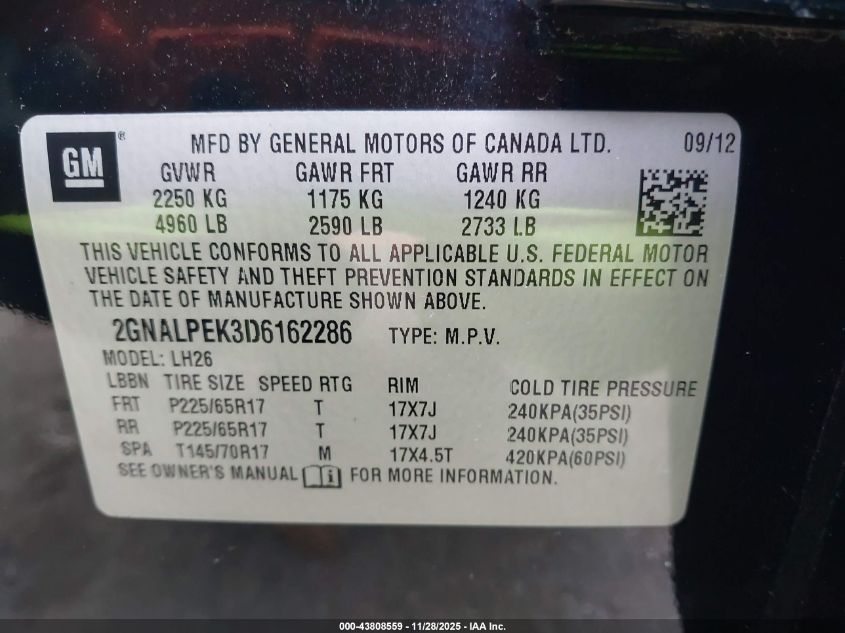 GM ® MFD BY GENERAL MOTORS OF CANADA LTD. 09/12
GVWR GAWR FRT GAWR RR
2250 KG 1175 KG 1240 KG
4960 LB 2590 LB 2733 LB
THIS VEHICLE CONFORMS TO ALL APPLICABLE U.S. FEDERAL MOTOR
VEHICLE SAFETY AND THEFT PREVENTION STANDARDS IN EFFECT ON
THE DATE OF MANUFACTURE SHOWN ABOVE.
2GNALPEK3D6162286 TYPE: M.P.V.
MODEL: LH26
LBBN TIRE SIZE SPEED RTG RIM COLD TIRE PRESSURE
FRT P225/65R17 T 17X7J 240KPA(35PSI)
RR P225/65R17 T 17X7J 240KPA(35PSI)
SPA T145/70R17 M 17X4.5T 420KPA(60PSI)
SEE OWNER'S MANUAL i FOR MORE INFORMATION.
000-43808559 - 11/28/2025 - IAA Inc.